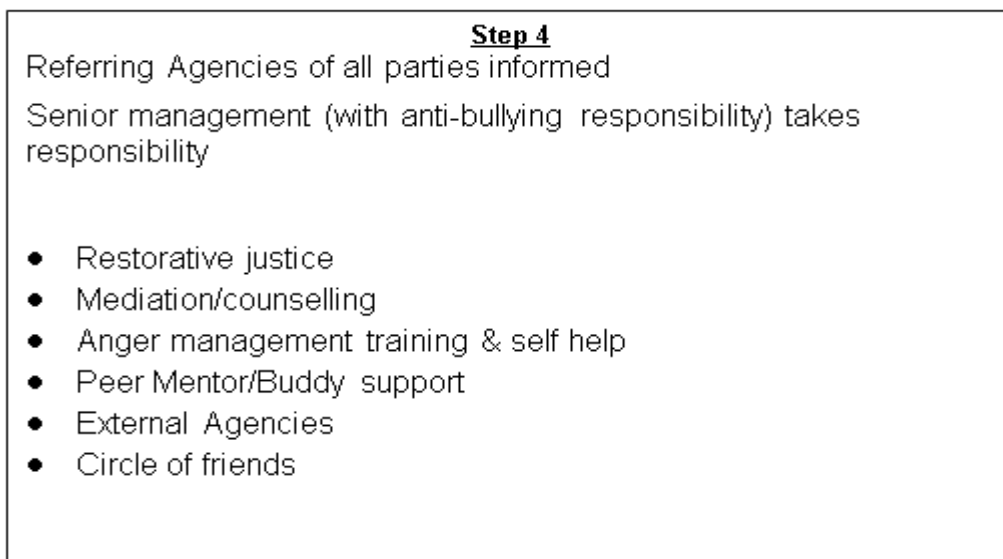 Step 4
Referring Agencies of all parties informed
Senior management (with anti-bullying responsibility) takes
responsibility
● Restorative justice
● Mediation/counselling
● Anger management training & self help
● Peer Mentor/Buddy support
● External Agencies
● Circle of friends